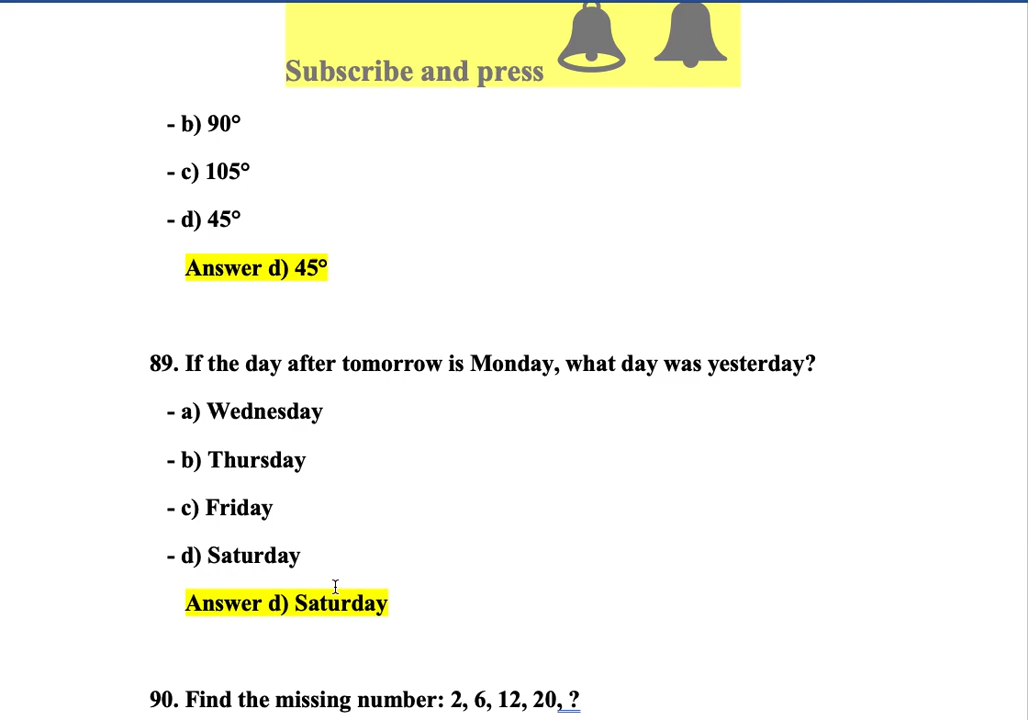 Subscribe and press
- b) 90°
- c) 105°
- d) 45°
Answer d) 45°
89. If the day after tomorrow is Monday, what day was yesterday?
- a) Wednesday
- b) Thursday
- c) Friday
- d) Saturday
Answer d) Saturday
90. Find the missing number: 2, 6, 12, 20, ?